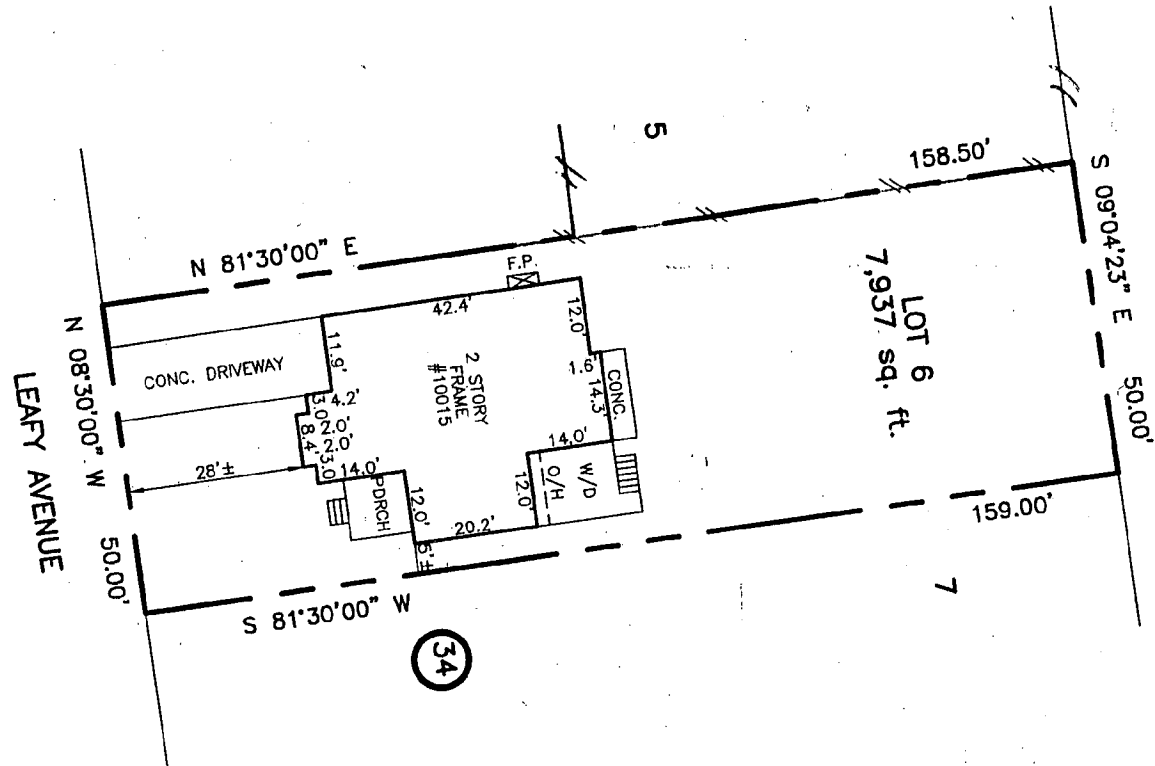 5
158.50'
S 09°04'23" E
50.00'
N 81°30'00" E
F.P.
42.4'
12.0'
LOT 6
7,937 sq. ft.
N 08°30'00" W
50.00'
LEAFY AVENUE
CONC. DRIVEWAY
11.9'
4.2'
3.0'
2.0'
8.4'
2.0'
3.0
14.0'
2 STORY
FRAME
#10015
1.6'
14.3'
CONC.
14.0'
12.0'
O/H
W/D
28'±
PORCH
12.0'
20.2'
5'±
159.00'
S 81°30'00" W
7
34